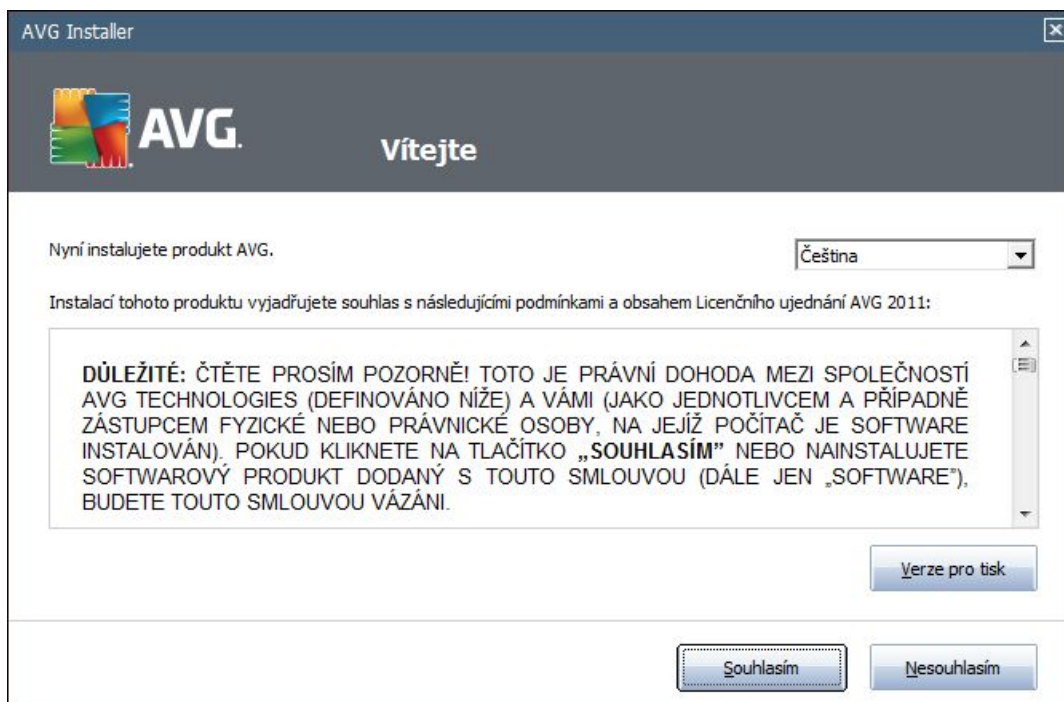 AVG Installer
AVG.
Vítejte
Nyní instalujete produkt AVG.
Čeština
Instalací tohoto produktu vyjadřujete souhlas s následujícími podmínkami a obsahem Licenčního ujednání AVG 2011:
DŮLEŽITÉ: ČTĚTE PROSÍM POZORNĚ! TOTO JE PRÁVNÍ DOHODA MEZI SPOLEČNOSTÍ
AVG TECHNOLOGIES (DEFINOVÁNO NÍŽE) A VÁMI (JAKO JEDNOTLIVCEM A PŘÍPADNĚ
ZÁSTUPCEM FYZICKÉ NEBO PRÁVNICKÉ OSOBY, NA JEJÍŽ POČÍTAČ JE SOFTWARE
INSTALOVÁN). POKUD KLIKNETE NA TLAČÍTKO „SOUHLASÍM” NEBO NAINSTALUJETE
SOFTWAROVÝ PRODUKT DODANÝ S TOUTO SMLOUVOU (DÁLE JEN „SOFTWARE”),
BUDETE TOUTO SMLOUVOU VÁZÁNI.
Verze pro tisk
Souhlasím
Nesouhlasím